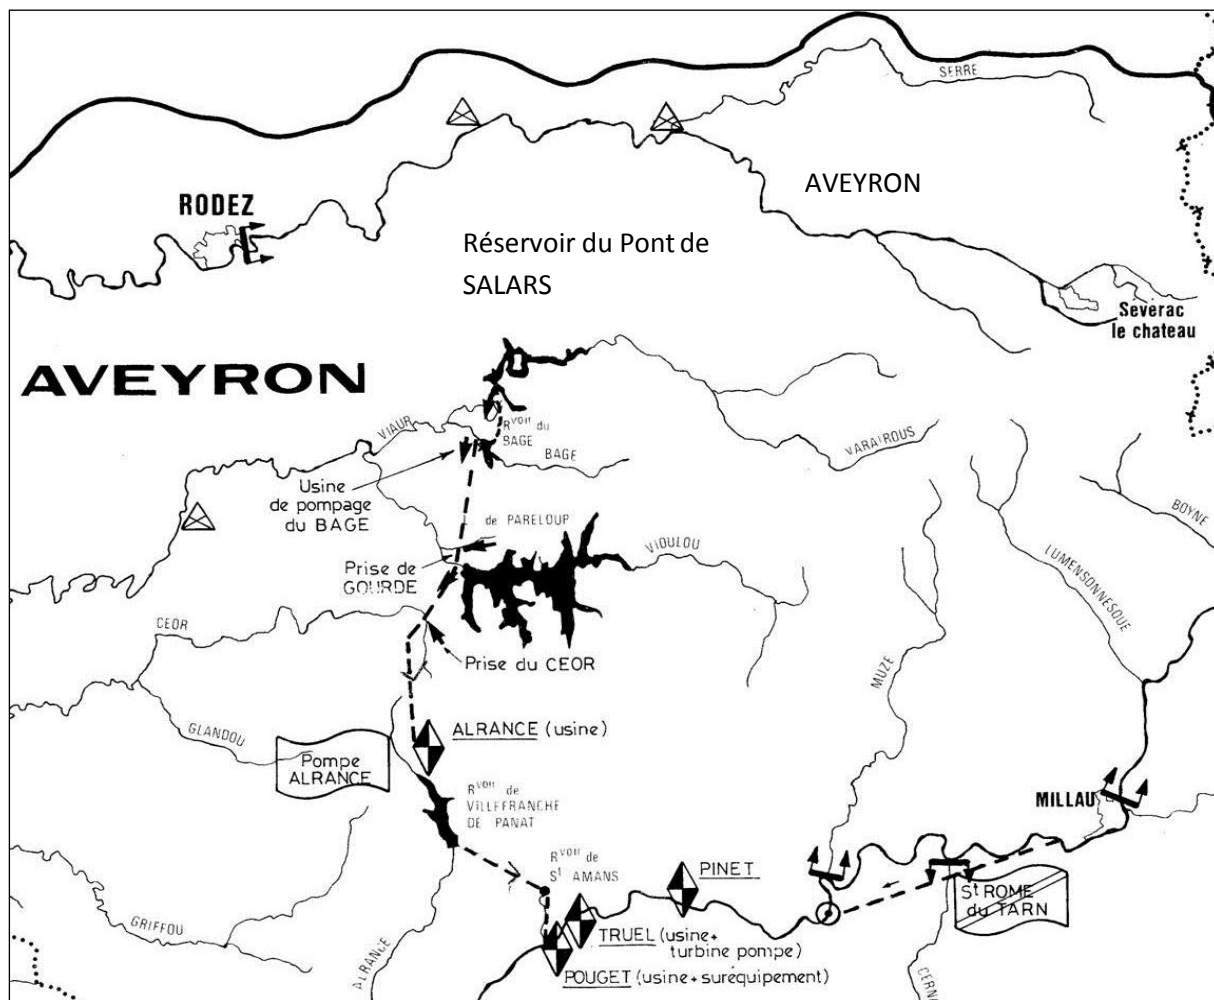 SERRE
AVEYRON
RODEZ
Réservoir du Pont de
SALARS
Severac
le chateau
AVEYRON
VIAUR
Rvoir du
BAGE
BAGE
VARAIROUS
Usine
de pompage
du BAGE
BOYNE
L. de PARELOUP
VIOULOU
LUMENSONNESQUE
Prise de
GOURDE
CEOR
Prise du CEOR
MUZE
GLANDOU
ALRANCE (usine)
Pompe
ALRANCE
Rvoir de
VILLEFRANCHE
DE PANAT
MILLAU
Rvoir de
St AMANS
PINET
St ROME
du TARN
GRIFFOU
TRUEL (usine+
turbine pompe)
ALRANCE
POUGET (usine + suréquipement)